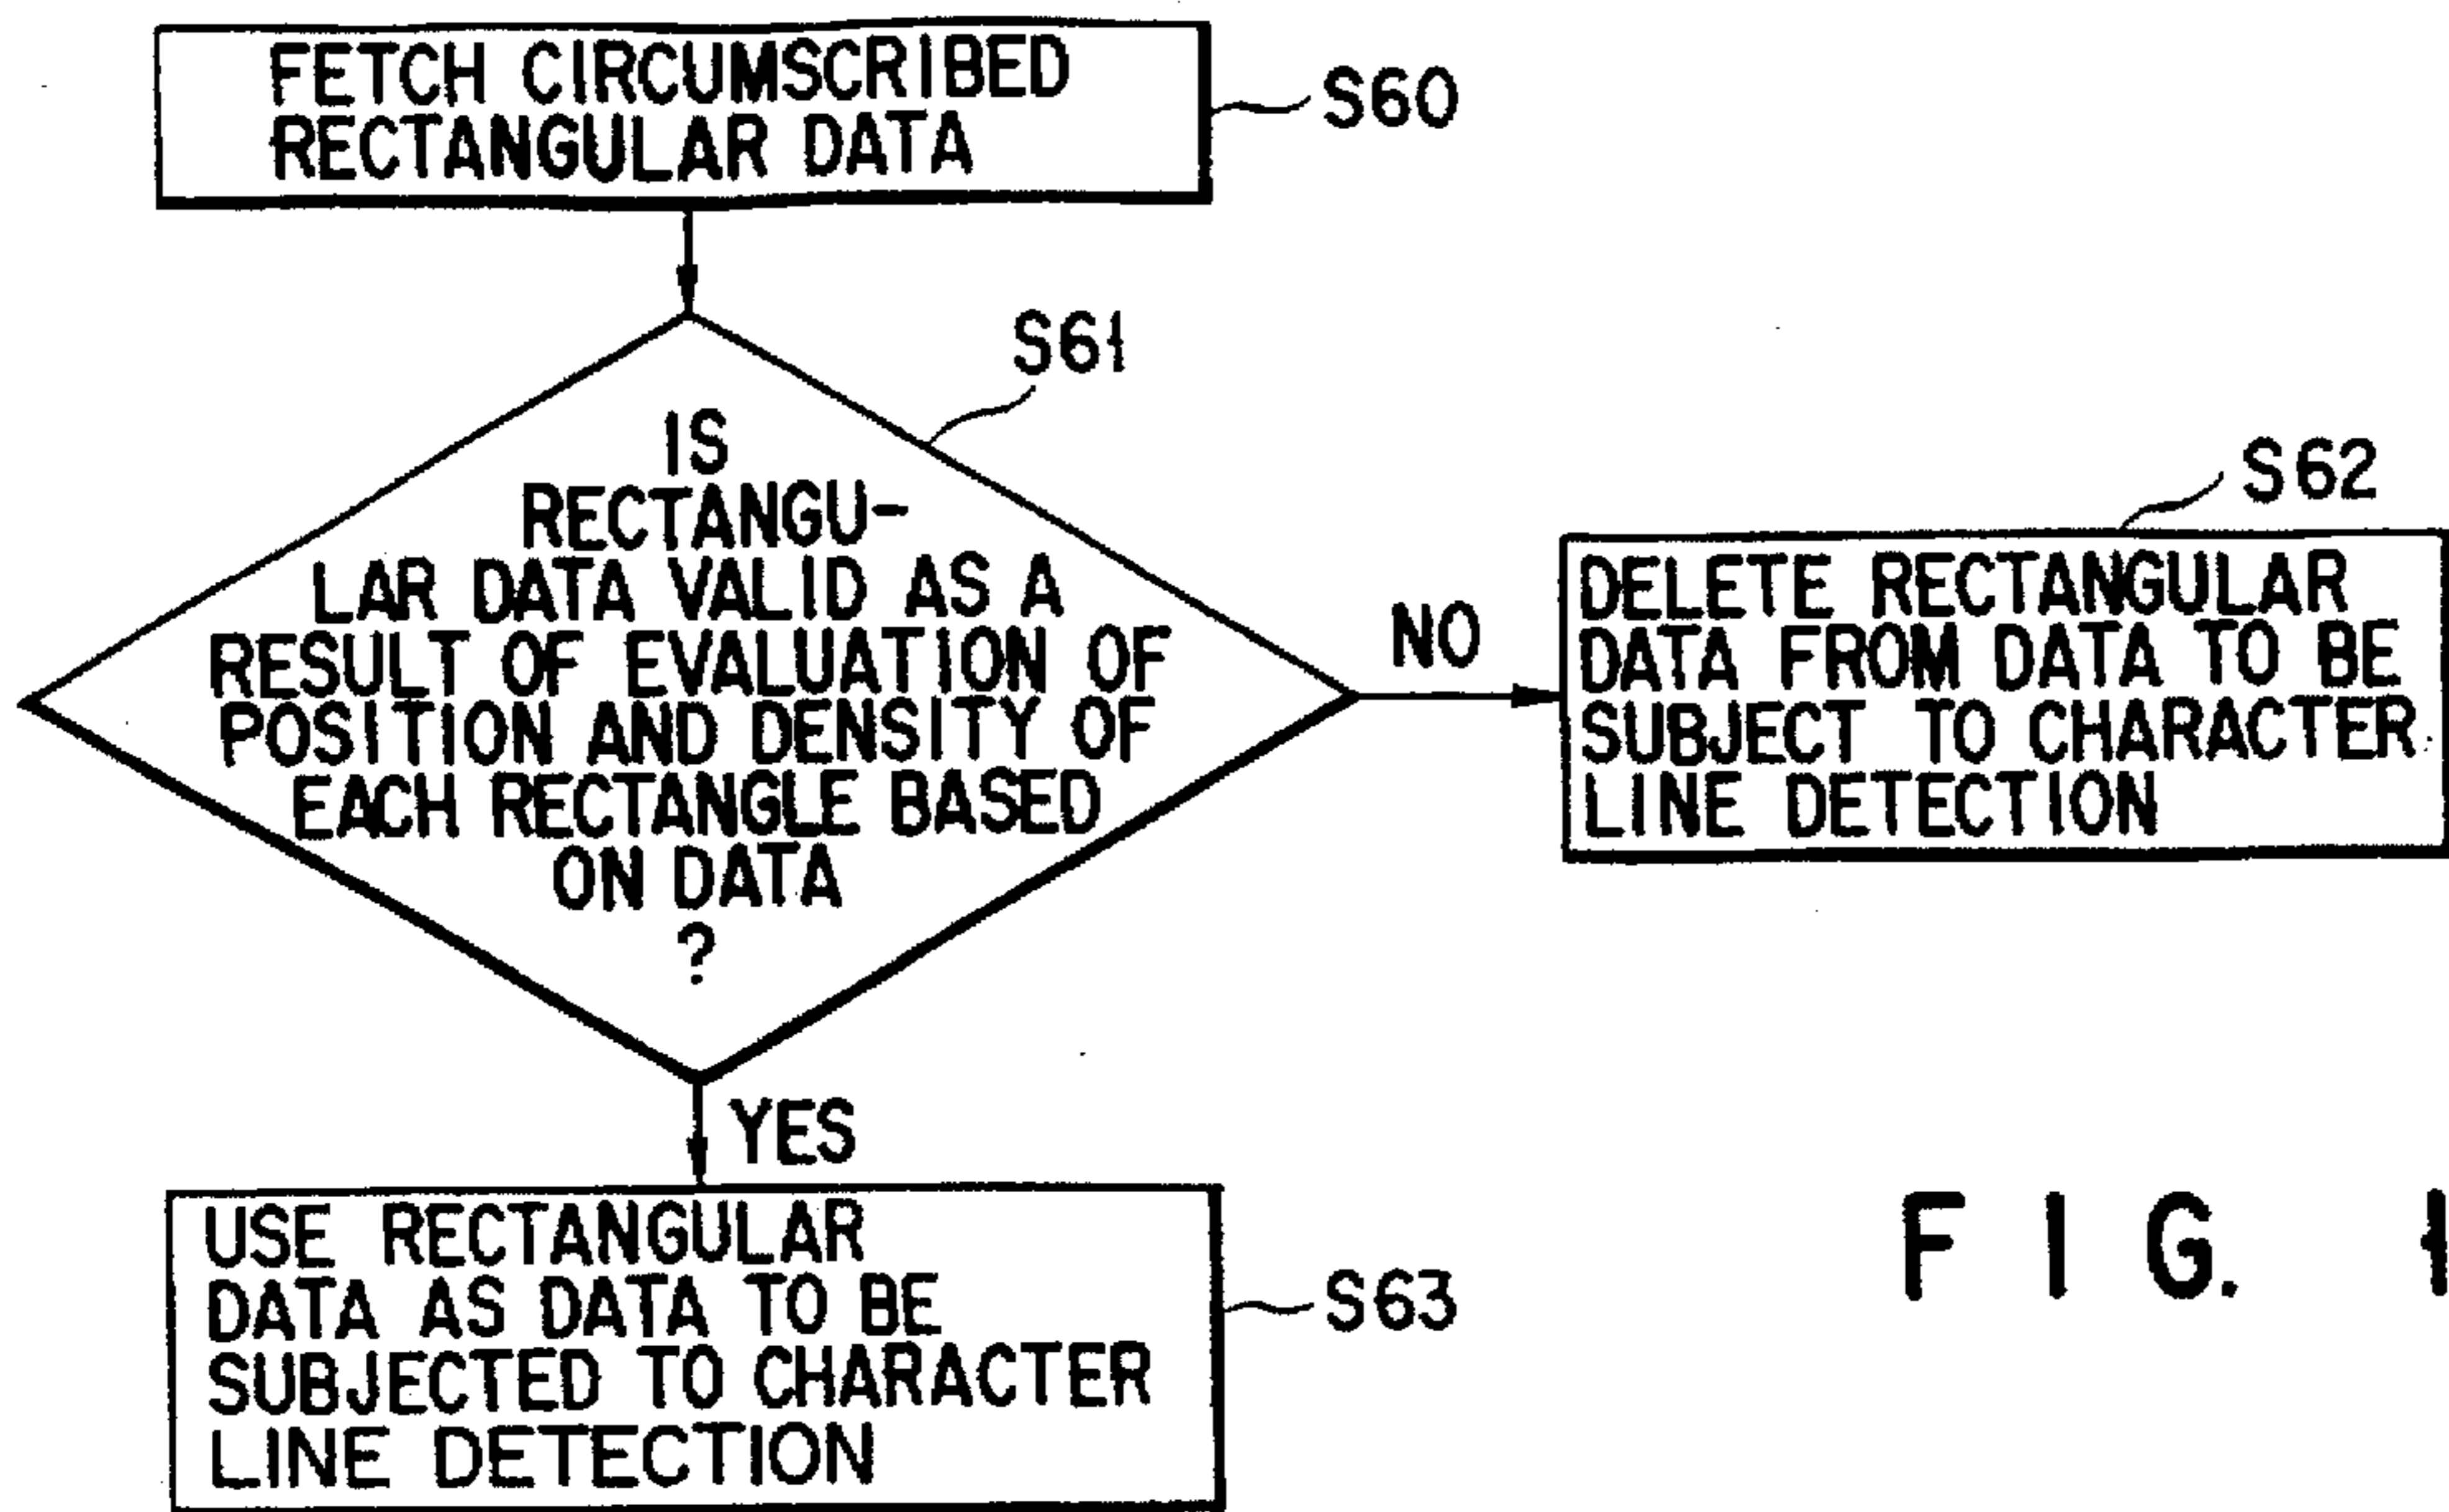 FETCH CIRCUMSCRIBED
RECTANGULAR DATA
S60
S61
IS
RECTANGU-
LAR DATA VALID AS A
RESULT OF EVALUATION OF
POSITION AND DENSITY OF
EACH RECTANGLE BASED
ON DATA
?
NO
S62
DELETE RECTANGULAR
DATA FROM DATA TO BE
SUBJECT TO CHARACTER
LINE DETECTION
YES
USE RECTANGULAR
DATA AS DATA TO BE
SUBJECTED TO CHARACTER
LINE DETECTION
S63
FIG.